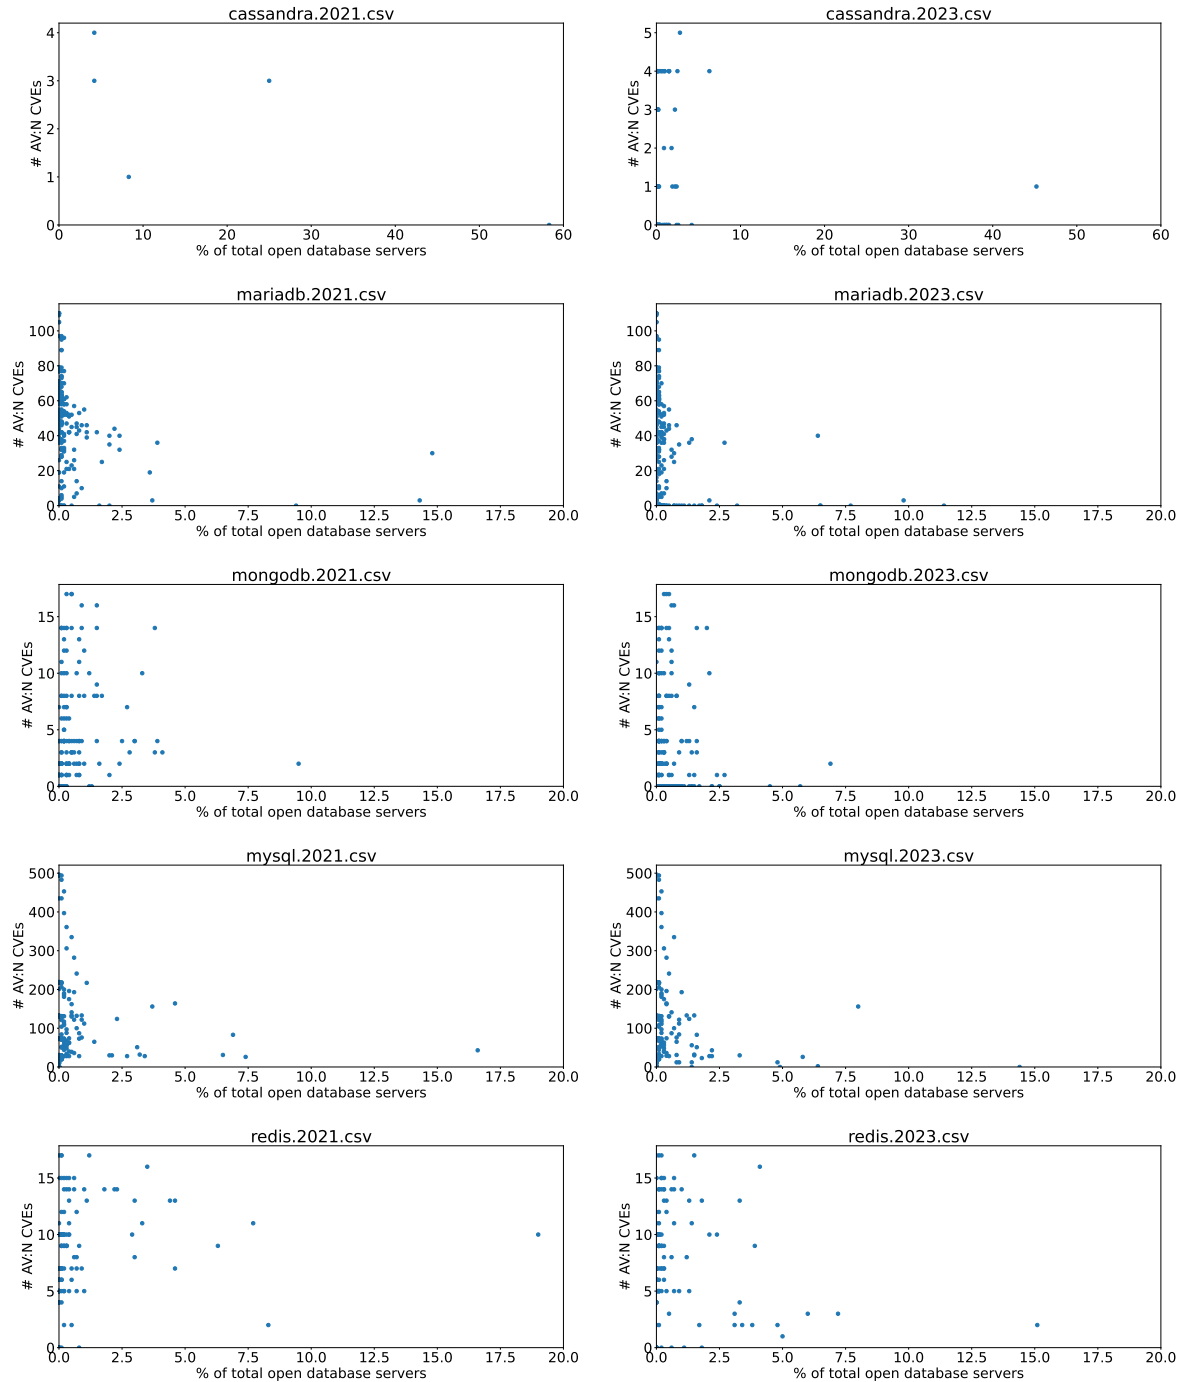 cassandra.2021.csv
# AV:N CVEs
4
3
2
1
0
0 10 20 30 40 50 60
% of total open database servers
cassandra.2023.csv
# AV:N CVEs
5
4
3
2
1
0
0 10 20 30 40 50 60
% of total open database servers
mariadb.2021.csv
# AV:N CVEs
100
80
60
40
20
0
0.0 2.5 5.0 7.5 10.0 12.5 15.0 17.5 20.0
% of total open database servers
mariadb.2023.csv
# AV:N CVEs
100
80
60
40
20
0
0.0 2.5 5.0 7.5 10.0 12.5 15.0 17.5 20.0
% of total open database servers
mongodb.2021.csv
# AV:N CVEs
15
10
5
0
0.0 2.5 5.0 7.5 10.0 12.5 15.0 17.5 20.0
% of total open database servers
mongodb.2023.csv
# AV:N CVEs
15
10
5
0
0.0 2.5 5.0 7.5 10.0 12.5 15.0 17.5 20.0
% of total open database servers
mysql.2021.csv
# AV:N CVEs
500
400
300
200
100
0
0.0 2.5 5.0 7.5 10.0 12.5 15.0 17.5 20.0
% of total open database servers
mysql.2023.csv
# AV:N CVEs
500
400
300
200
100
0
0.0 2.5 5.0 7.5 10.0 12.5 15.0 17.5 20.0
% of total open database servers
redis.2021.csv
# AV:N CVEs
15
10
5
0
0.0 2.5 5.0 7.5 10.0 12.5 15.0 17.5 20.0
% of total open database servers
redis.2023.csv
# AV:N CVEs
15
10
5
0
0.0 2.5 5.0 7.5 10.0 12.5 15.0 17.5 20.0
% of total open database servers